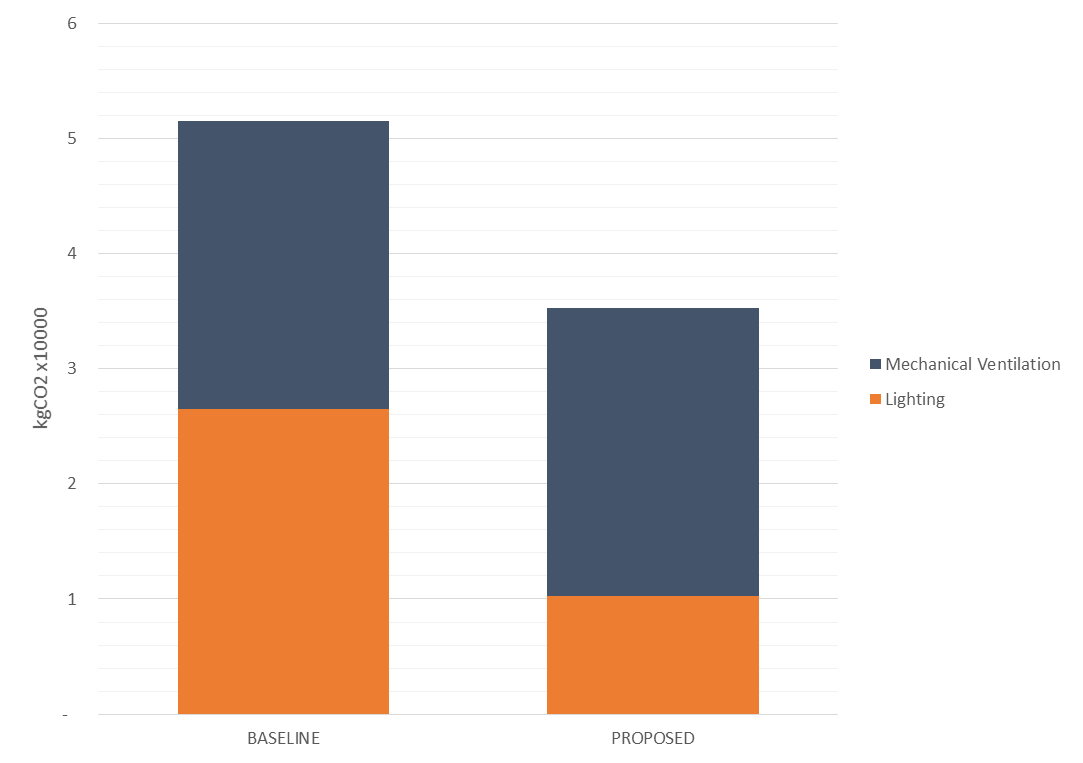 6
5
4
3
2
1
-
kgCO2 x10000
BASELINE
PROPOSED
Mechanical Ventilation
Lighting